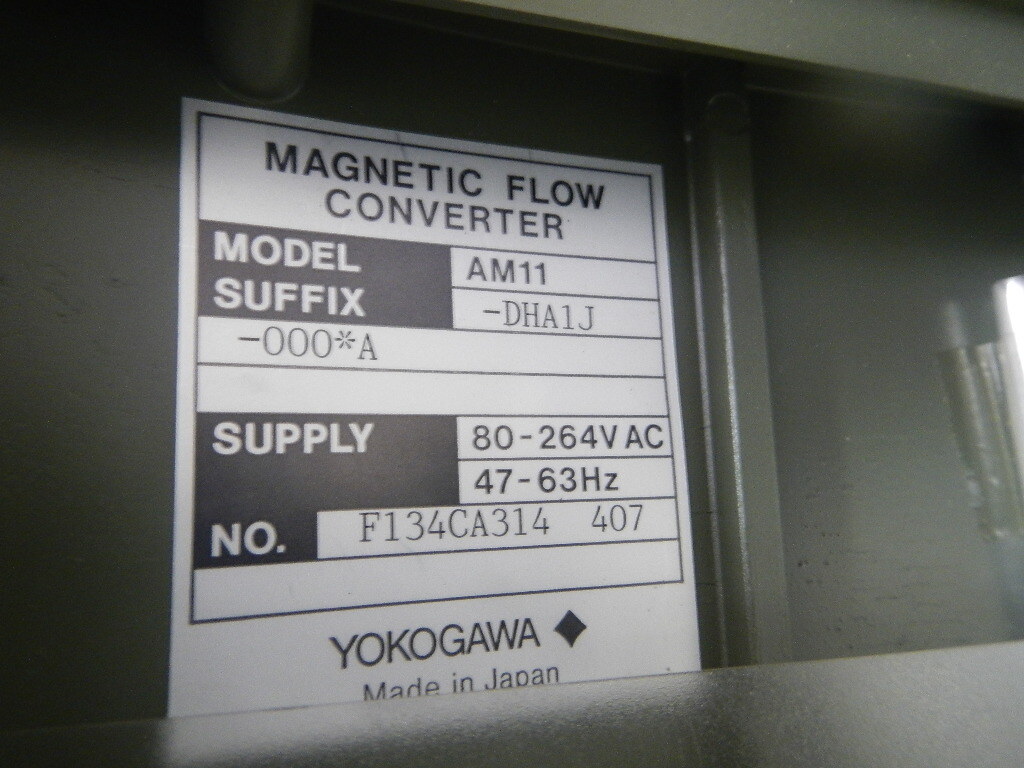 MAGNETIC FLOW
CONVERTER
MODEL AM11
SUFFIX -DHA1J
-000*A
SUPPLY 80-264V AC
47-63Hz
NO. F134CA314 407
YOKOGAWA
Made in Japan